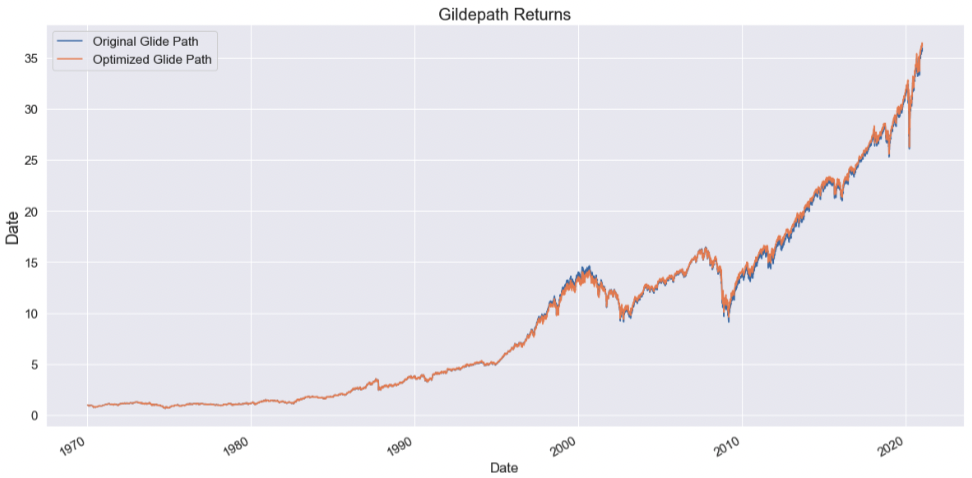 Gildepath Returns
Original Glide Path
Optimized Glide Path
35
30
25
20
15
10
5
0
Date
1970
1980
1990
2000
2010
2020
Date